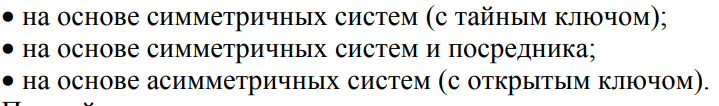 • на основе симметричных систем (с тайным ключом);
• на основе симметричных систем и посредника;
• на основе асимметричных систем (с открытым ключом).